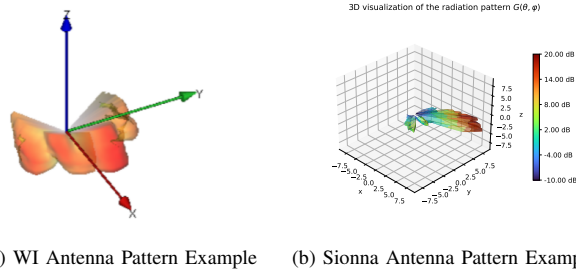 3D visualization of the radiation pattern G(θ, φ)
Z
Y
X
20.00 dB
14.00 dB
8.00 dB
2.00 dB
-4.00 dB
-10.00 dB
7.5
5.0
2.5
0.0
-2.5
-5.0
-7.5
z
-7.5
-5.0
-2.5
0.0
2.5
5.0
7.5
x
-7.5
-5.0
-2.5
0.0
2.5
5.0
7.5
y
) WI Antenna Pattern Example
(b) Sionna Antenna Pattern Examp